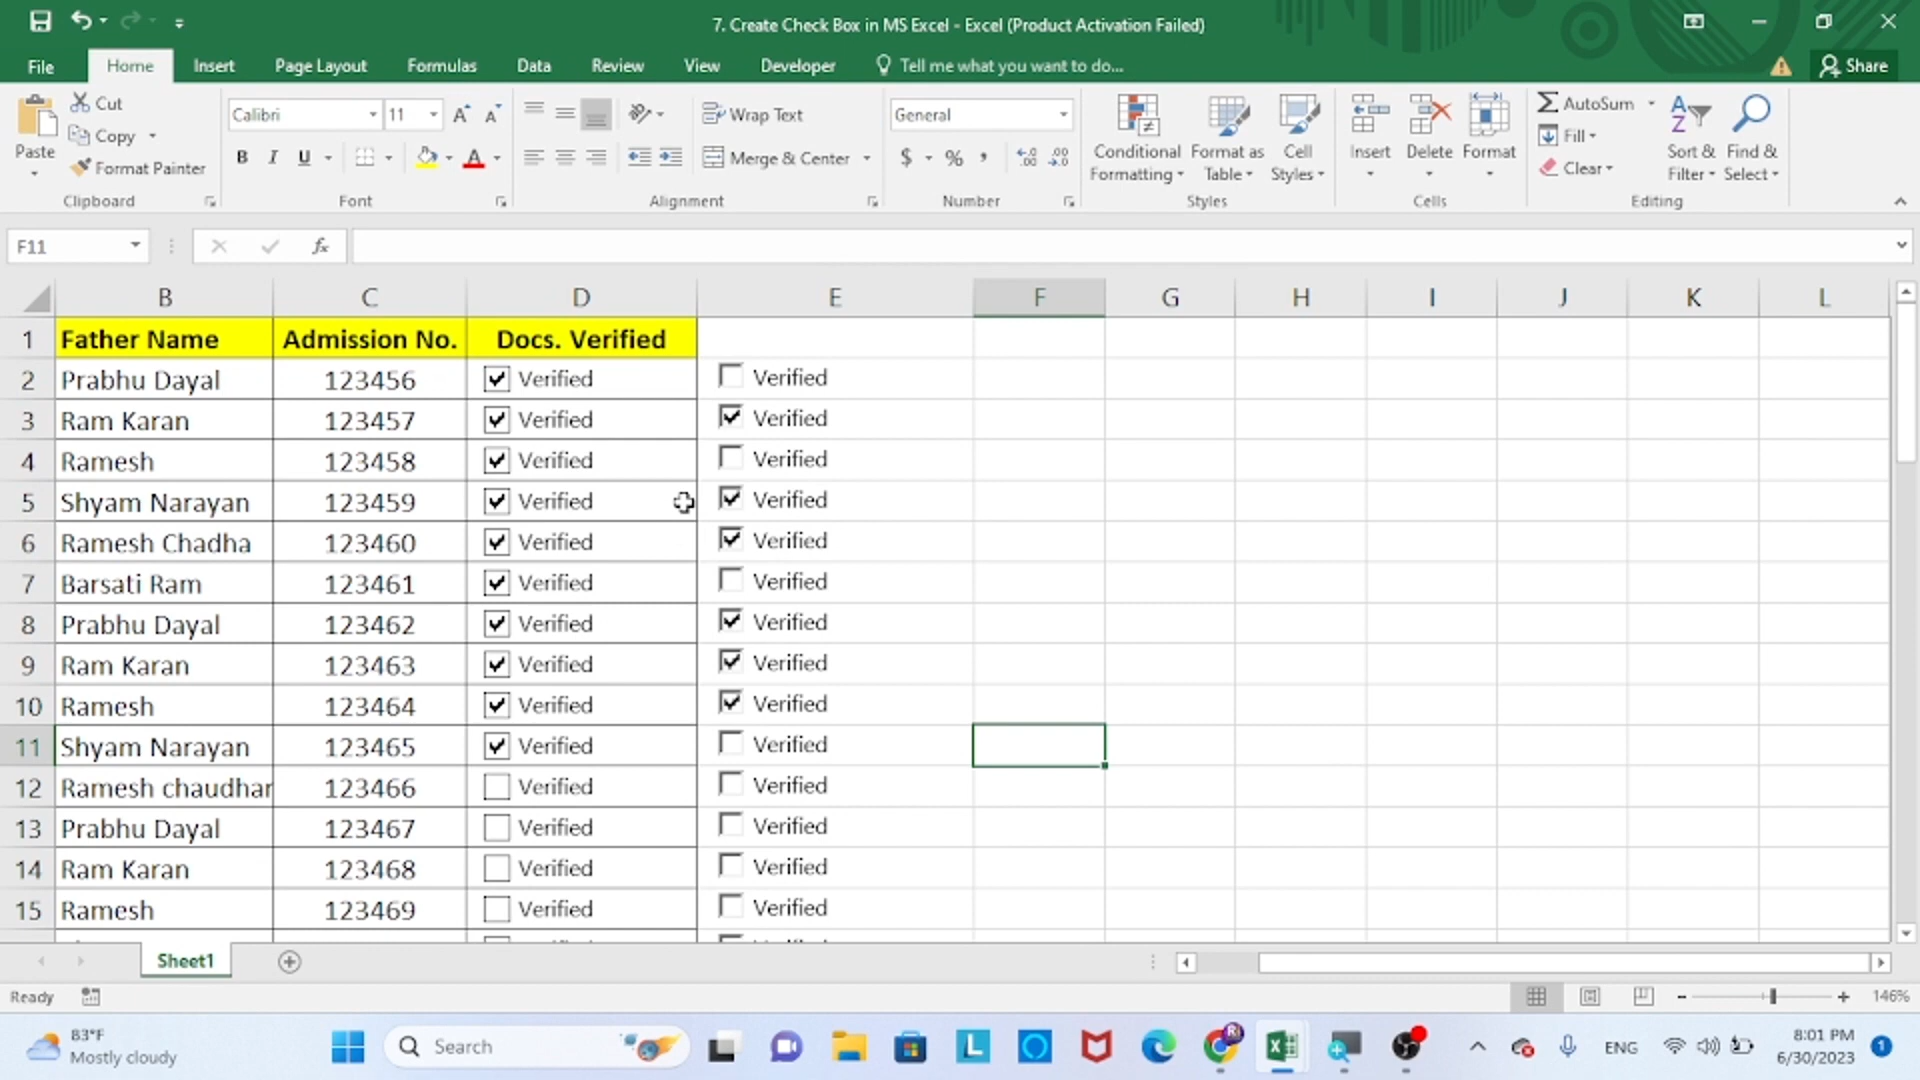 7. Create Check Box in MS Excel - Excel (Product Activation Failed)
File Home Insert Page Layout Formulas Data Review View Developer Tell me what you want to do... Share
Paste
Cut
Copy
Format Painter
Clipboard
Calibri 11
B I U
Font
Wrap Text
Merge & Center
Alignment
General
$ % ,
Number
Conditional Formatting
Format as Table
Cell Styles
Styles
Insert Delete Format
Cells
AutoSum
Fill
Clear
Sort & Filter
Find & Select
Editing
F11 fx
B C D E F G H I J K L
1 Father Name Admission No. Docs. Verified
2 Prabhu Dayal 123456 Verified Verified
3 Ram Karan 123457 Verified Verified
4 Ramesh 123458 Verified Verified
5 Shyam Narayan 123459 Verified Verified
6 Ramesh Chadha 123460 Verified Verified
7 Barsati Ram 123461 Verified Verified
8 Prabhu Dayal 123462 Verified Verified
9 Ram Karan 123463 Verified Verified
10 Ramesh 123464 Verified Verified
11 Shyam Narayan 123465 Verified Verified
12 Ramesh chaudhar 123466 Verified Verified
13 Prabhu Dayal 123467 Verified Verified
14 Ram Karan 123468 Verified Verified
15 Ramesh 123469 Verified Verified
Sheet1
Ready 146%
83°F
Mostly cloudy
Search
ENG
8:01 PM
6/30/2023
1